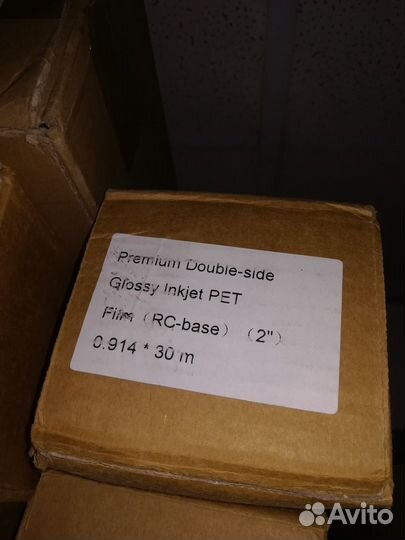 Premium Double-side
Glossy Inkjet PET
Film（RC-base）（2"）
0.914 * 30 m
Avito